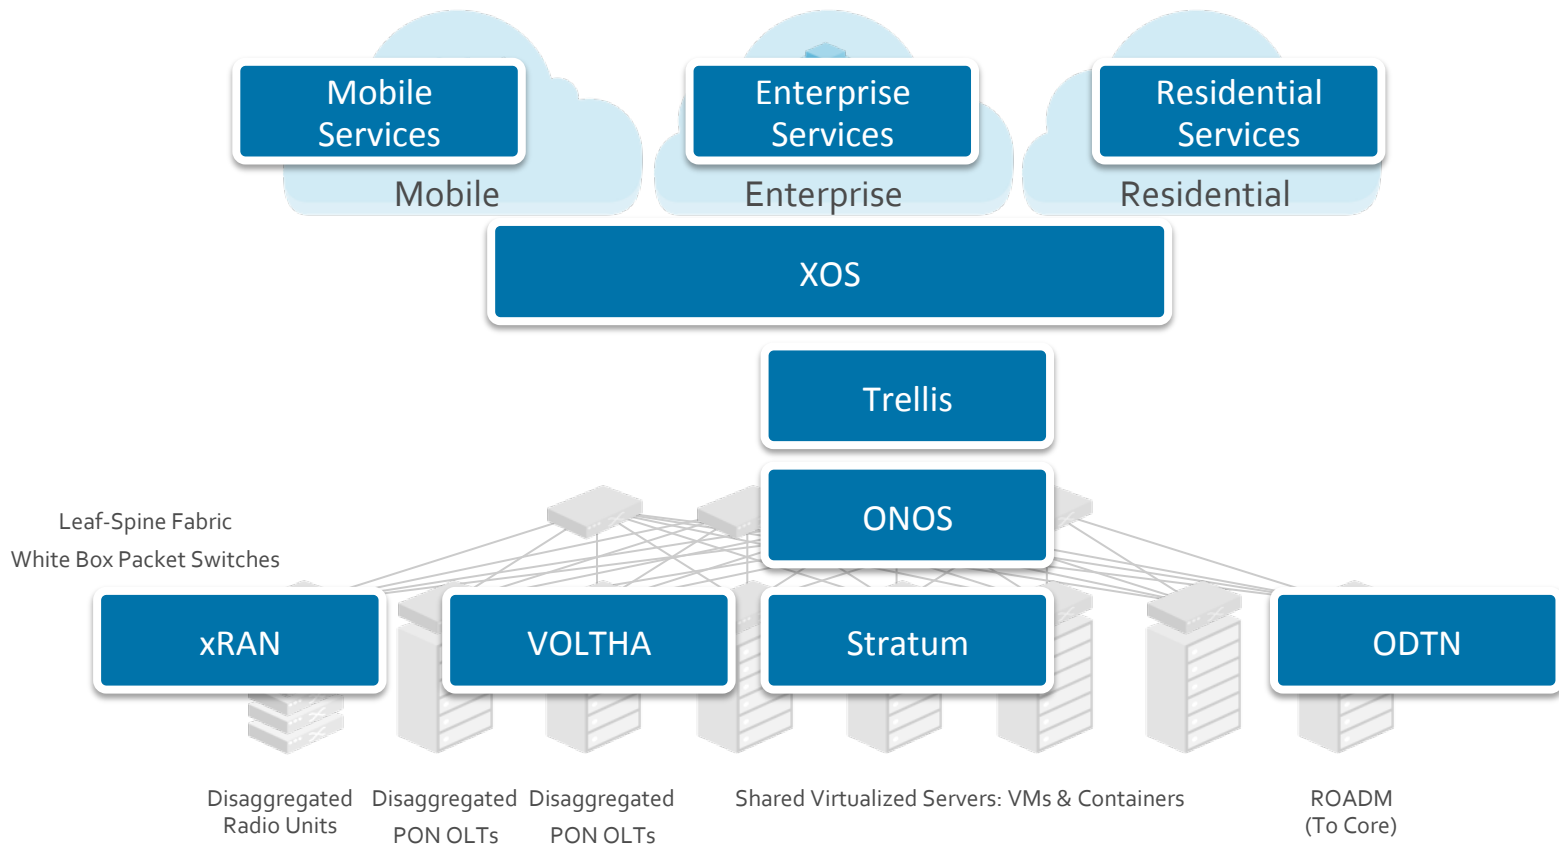 Mobile
Services
Enterprise
Services
Residential
Services
Mobile
Enterprise
Residential
XOS
Trellis
ONOS
Leaf-Spine Fabric
White Box Packet Switches
xRAN
VOLTHA
Stratum
ODTN
Disaggregated
Radio Units
Disaggregated
PON OLTs
Disaggregated
PON OLTs
Shared Virtualized Servers: VMs & Containers
ROADM
(To Core)